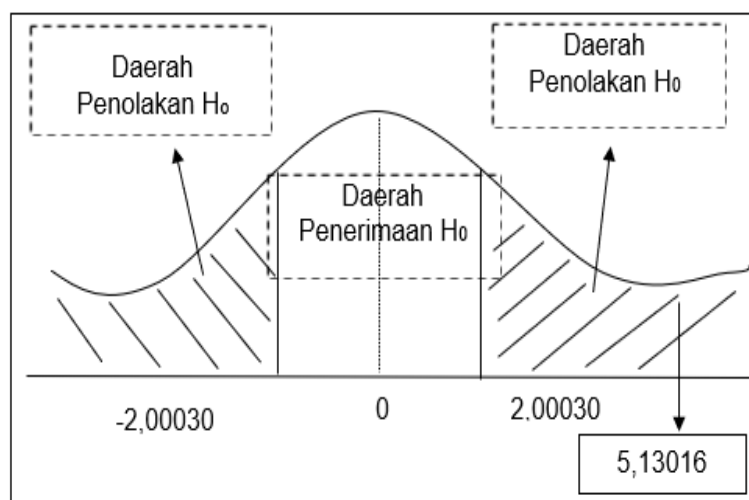 Daerah
Penolakan H₀
Daerah
Penolakan H₀
Daerah
Penerimaan H₀
-2,00030
0
2,00030
5,13016